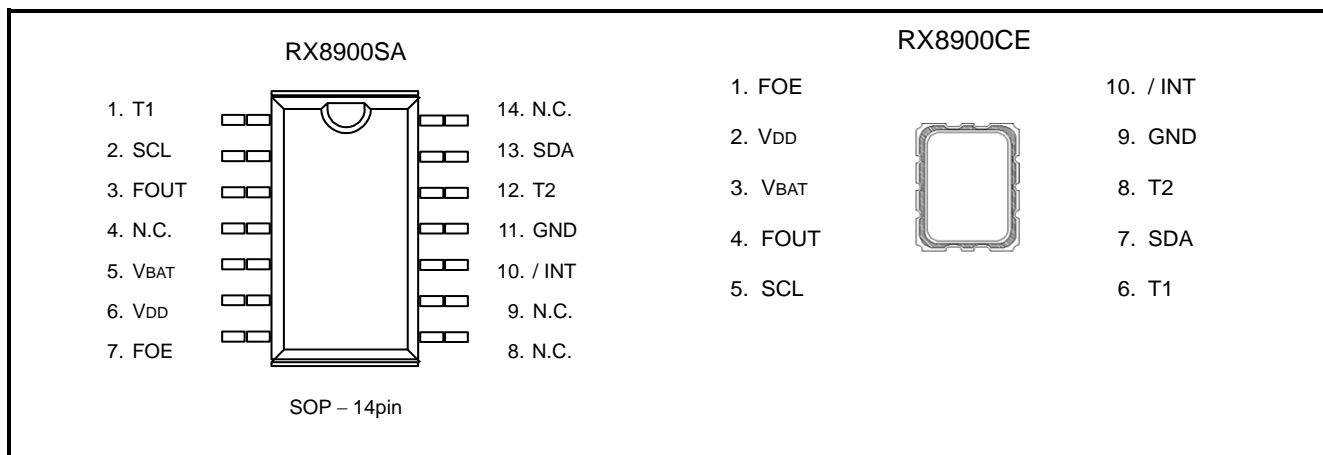 RX8900SA
1. T1
2. SCL
3. FOUT
4. N.C.
5. VBAT
6. VDD
7. FOE
14. N.C.
13. SDA
12. T2
11. GND
10. / INT
9. N.C.
8. N.C.
SOP – 14pin
RX8900CE
1. FOE
2. VDD
3. VBAT
4. FOUT
5. SCL
10. / INT
9. GND
8. T2
7. SDA
6. T1